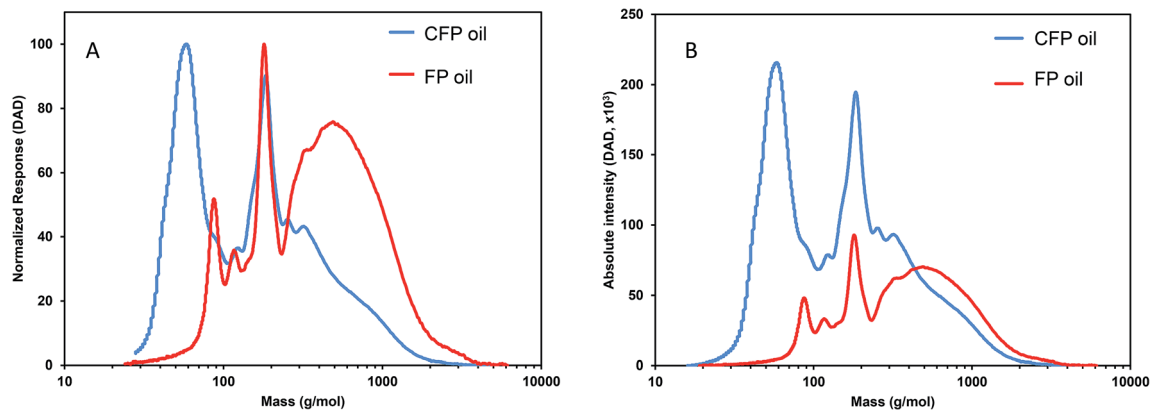 A
CFP oil
FP oil
Normalized Response (DAD)
100
80
60
40
20
0
10
100
1000
10000
Mass (g/mol)
B
CFP oil
FP oil
Absolute intensity (DAD, x10³)
250
200
150
100
50
0
10
100
1000
10000
Mass (g/mol)